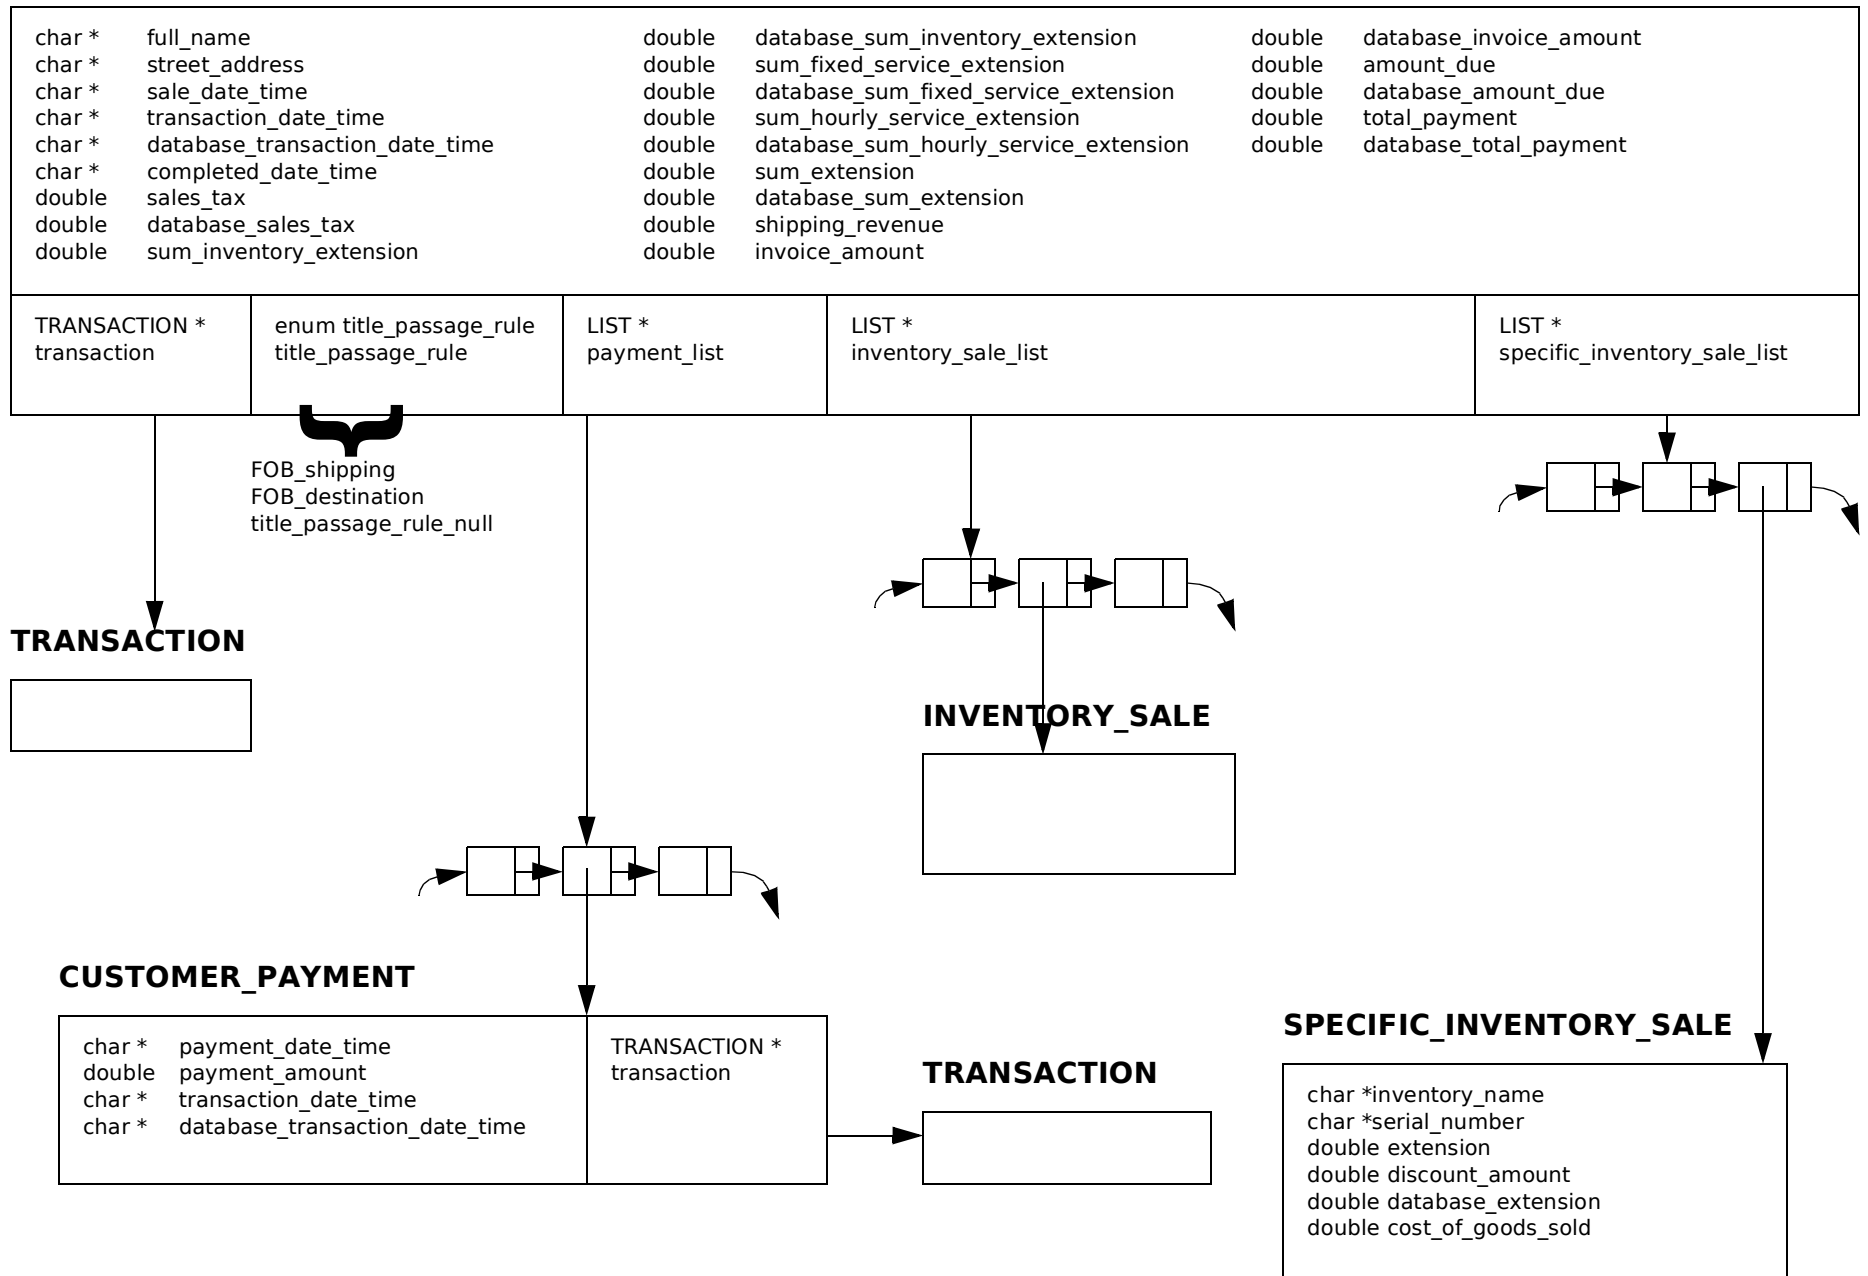 char * full_name
char * street_address
char * sale_date_time
char * transaction_date_time
char * database_transaction_date_time
char * completed_date_time
double sales_tax
double database_sales_tax
double sum_inventory_extension
double database_sum_inventory_extension
double sum_fixed_service_extension
double database_sum_fixed_service_extension
double sum_hourly_service_extension
double database_sum_hourly_service_extension
double sum_extension
double database_sum_extension
double shipping_revenue
double invoice_amount
double database_invoice_amount
double amount_due
double database_amount_due
double total_payment
double database_total_payment
TRANSACTION *
transaction
enum title_passage_rule
title_passage_rule
LIST *
payment_list
LIST *
inventory_sale_list
LIST *
specific_inventory_sale_list
FOB_shipping
FOB_destination
title_passage_rule_null
TRANSACTION
INVENTORY_SALE
CUSTOMER_PAYMENT
char * payment_date_time
double payment_amount
char * transaction_date_time
char * database_transaction_date_time
TRANSACTION *
transaction
TRANSACTION
SPECIFIC_INVENTORY_SALE
char *inventory_name
char *serial_number
double extension
double discount_amount
double database_extension
double cost_of_goods_sold